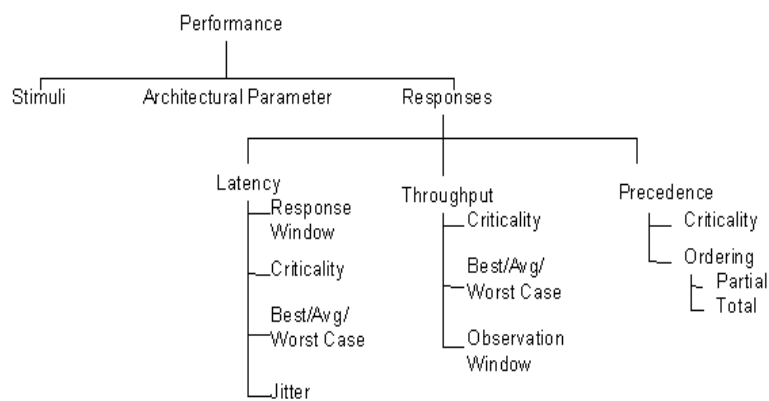 Performance
Stimuli
Architectural Parameter
Responses
Latency
Response
Window
Criticality
Best/Avg/
Worst Case
Jitter
Throughput
Criticality
Best/Avg/
Worst Case
Observation
Window
Precedence
Criticality
Ordering
Partial
Total